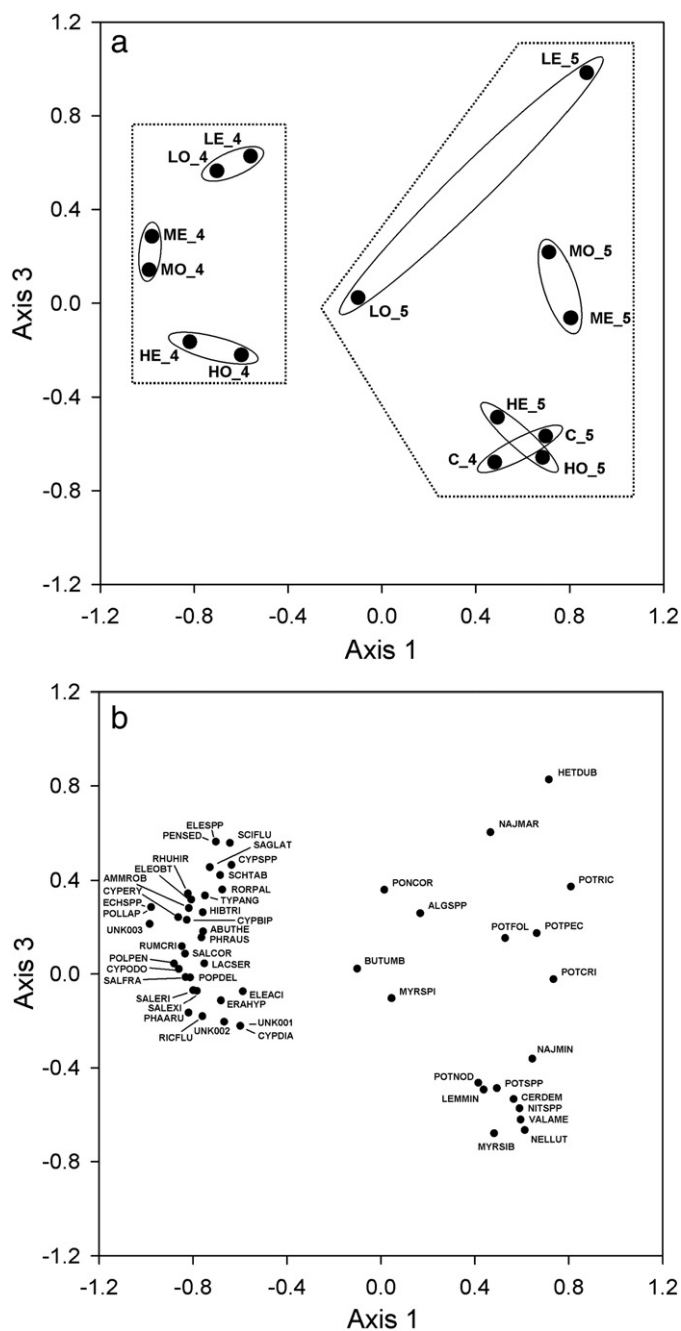 a
1.2
0.8
0.4
0.0
-0.4
-0.8
-1.2
Axis 3
LE_5
LE_4
LO_4
ME_4
MO_4
MO_5
LO_5
ME_5
HE_4
HO_4
HE_5
C_5
C_4
HO_5
-1.2 -0.8 -0.4 0.0 0.4 0.8 1.2
Axis 1
b
1.2
0.8
0.4
0.0
-0.4
-0.8
-1.2
Axis 3
HETDUB
ELESPP
PENSED
SCIFLU
SAGLAT
NAJMAR
RHUHIR
CYPSPP
ELEOBT
SCHTAB
AMMROB
RORPAL
PONCOR
POTRIC
CYPERY
TYPANG
ECHSPP
HIBTRI
ALGSPP
POLLAP
CYPBIP
UNK003
ABUTHE
PHRAUS
POTFOL
POTPEC
RUMCRI
SALCOR
POLPEN
LACSER
BUTUMB
CYPODO
POTCRI
SALFRA
POPDEL
SALERI
ELEACI
MYRSPI
SALEXI
ERAHYP
PHAARU
UNK001
RICFLU
UNK002
CYPDIA
NAJMIN
POTNOD
POTSPP
LEMMIN
CERDEM
NITSPP
VALAME
MYRSIB
NELLUT
-1.2 -0.8 -0.4 0.0 0.4 0.8 1.2
Axis 1